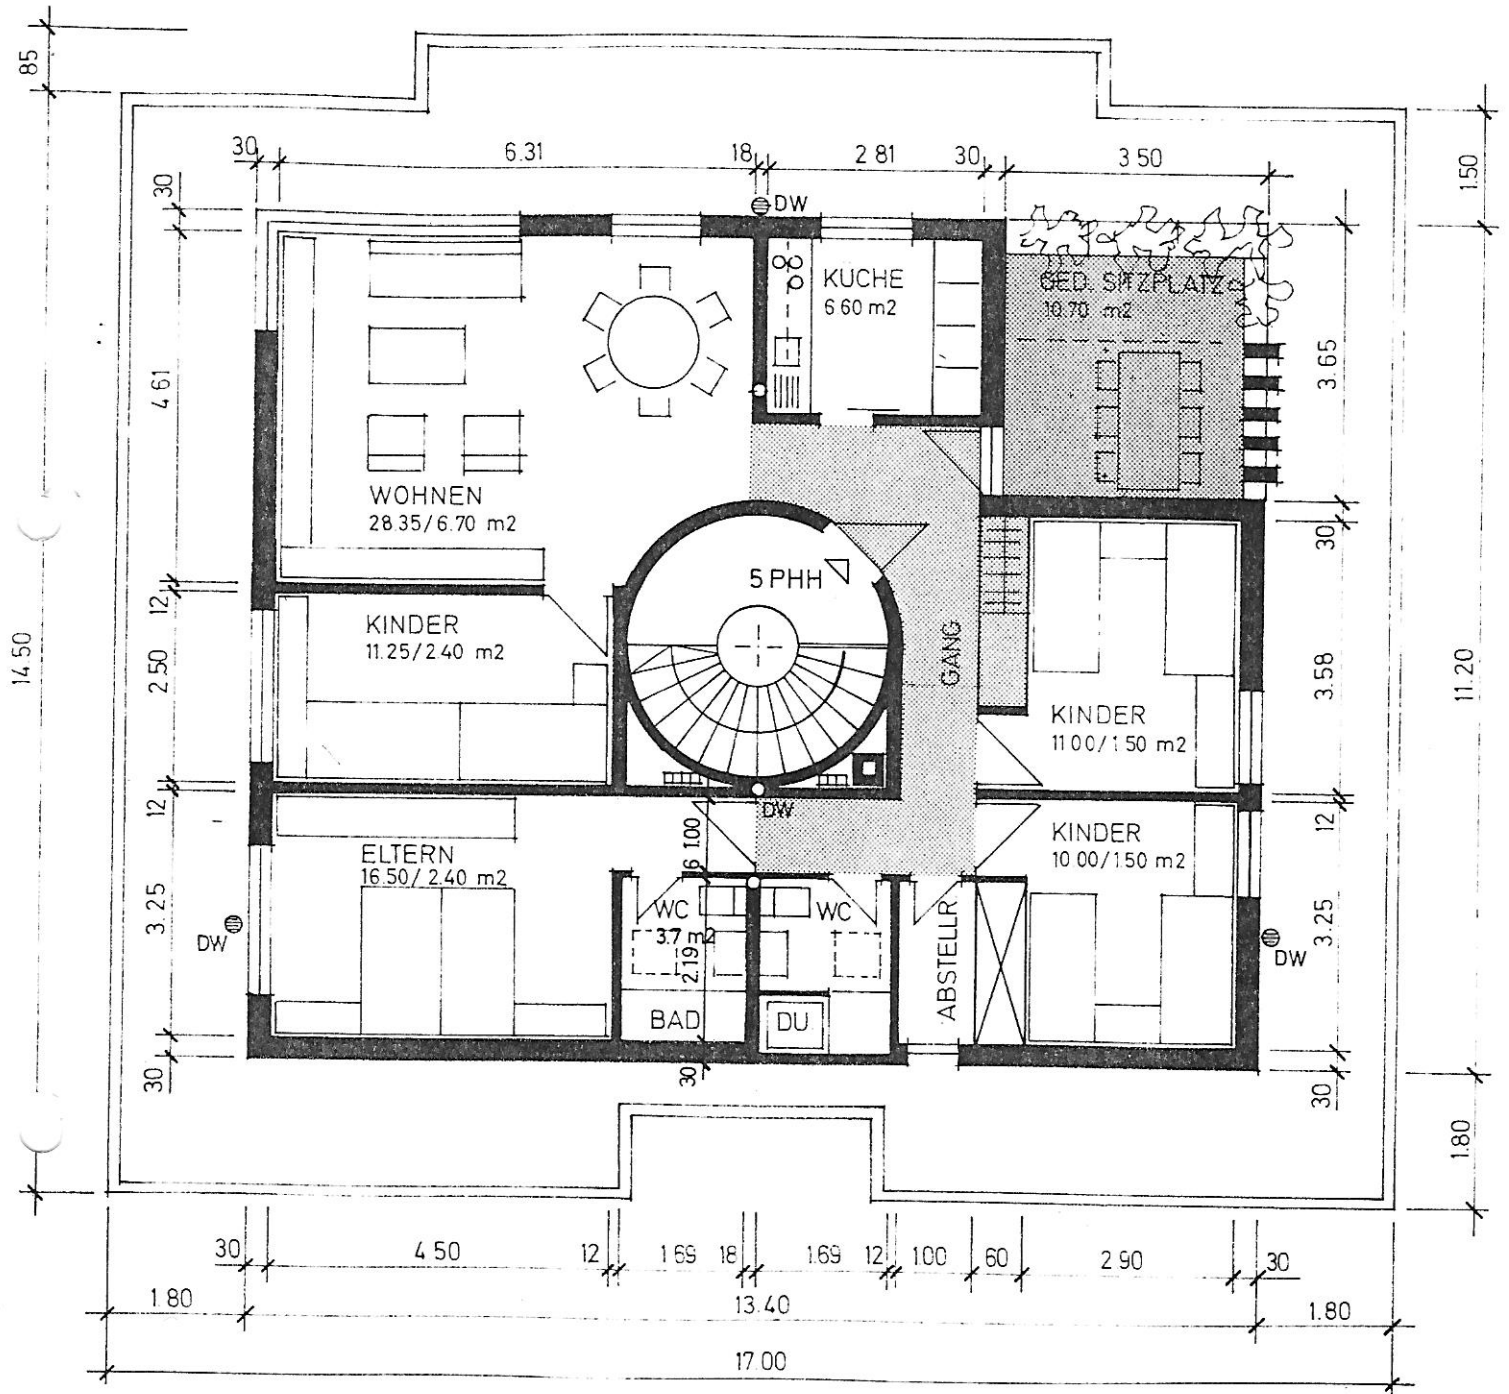 85
30
6.31
18
2 81
30
3 50
1.50
30
DW
KUCHE
6 60 m2
GED. SITZPLATZ
10.70 m2
4 61
3.65
WOHNEN
28.35/6.70 m2
14.50
5 PHH
30
12
KINDER
11.25/2.40 m2
2.50
GANG
3.58
11.20
KINDER
11 00/1 50 m2
12
DW
1.00
6
12
KINDER
10 00/1.50 m2
ELTERN
16.50/2.40 m2
3.25
DW
WC
3.7 m2
2.19
WC
ABSTELLR
3.25
DW
BAD
DU
30
30
30
1.80
30
4 50
12
1 69
18
1.69
12
1.00
60
2 90
30
1.80
13.40
1.80
17.00